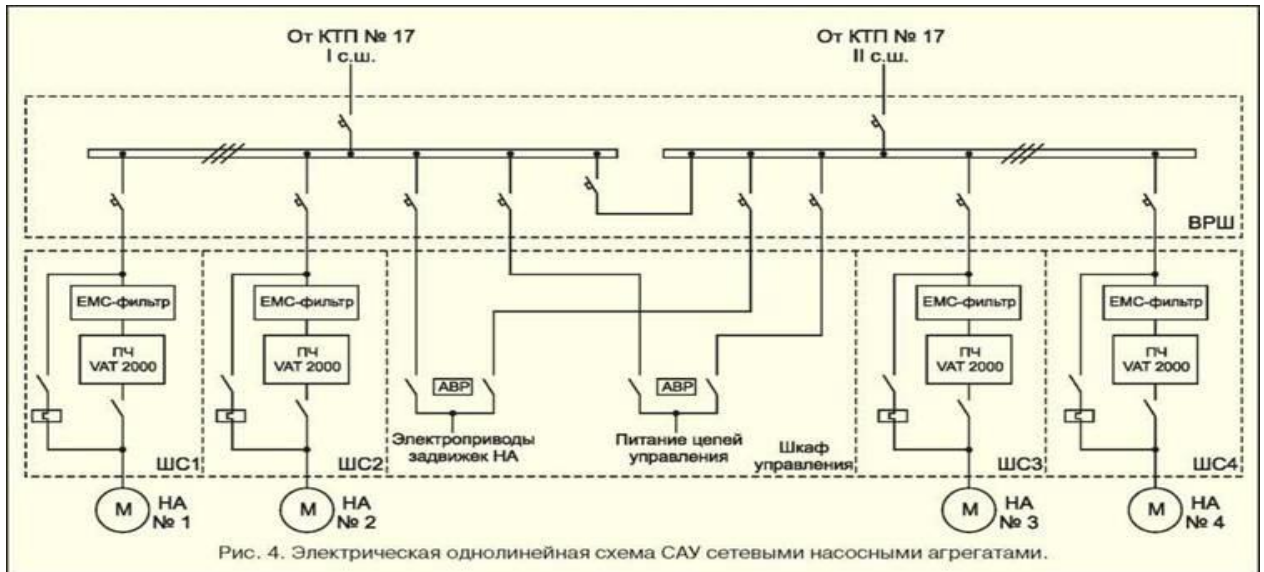 От КТП № 17
I с.ш.
От КТП № 17
II с.ш.
ВРШ
ЕМС-фильтр
ПЧ
VAT 2000
ШС1
ЕМС-фильтр
ПЧ
VAT 2000
ШС2
АВР
Электроприводы
задвижек НА
АВР
Питание цепей
управления
Шкаф
управления
ЕМС-фильтр
ПЧ
VAT 2000
ШС3
ЕМС-фильтр
ПЧ
VAT 2000
ШС4
М
НА
№ 1
М
НА
№ 2
М
НА
№ 3
М
НА
№ 4
Рис. 4. Электрическая однолинейная схема САУ сетевыми насосными агрегатами.